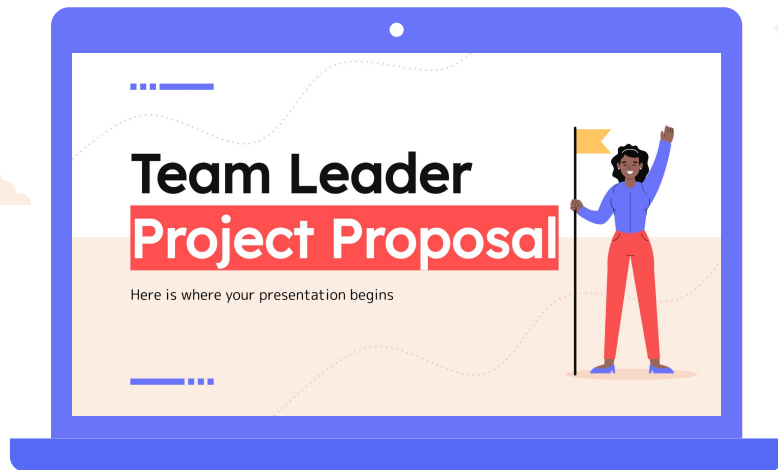 Team Leader
Project Proposal
Here is where your presentation begins